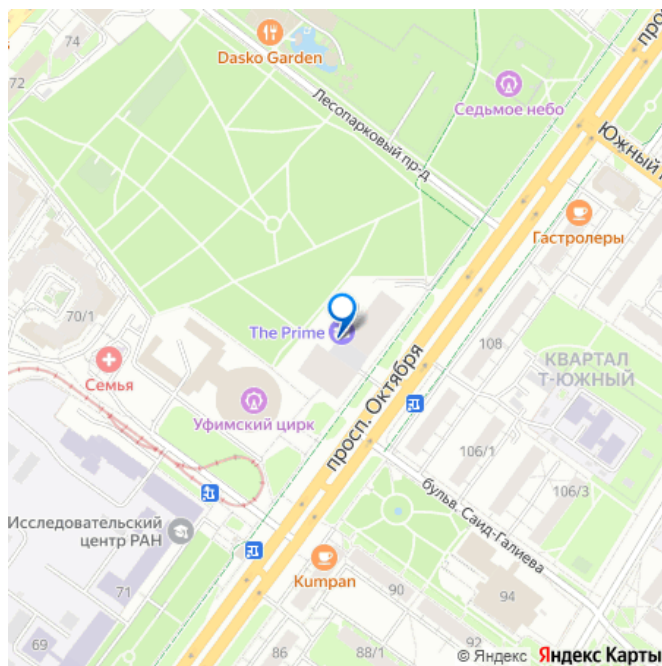 74
72
Dasko Garden
Седьмое небо
Лесопарковый пр-д
Южный
Гастролеры
70/1
The Prime
Семья
Уфимский цирк
просп. Октября
108
КВАРТАЛ
Т-ЮЖНЫЙ
106/1
106/3
бульв. Саид-Галиева
Исследовательский
центр РАН
Kumpan
71
69
90
94
86
88/1
92
© Яндекс Яндекс Карты